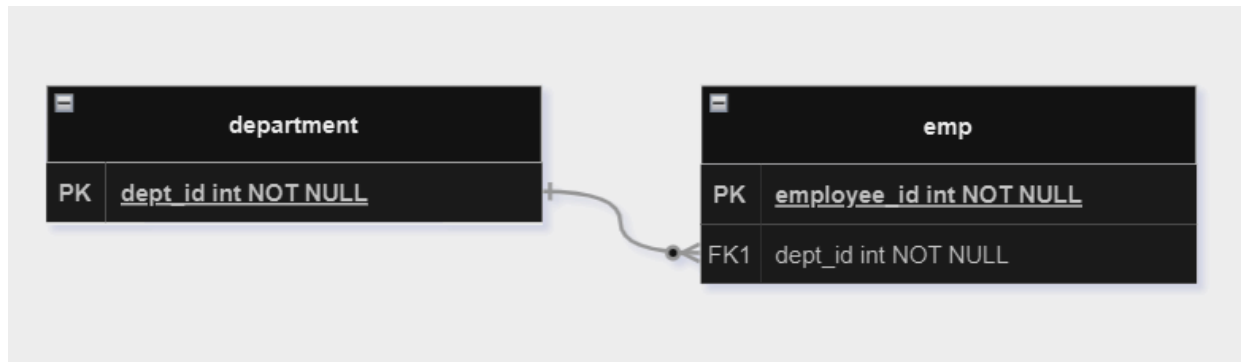 department
PK dept_id int NOT NULL
emp
PK employee_id int NOT NULL
FK1 dept_id int NOT NULL